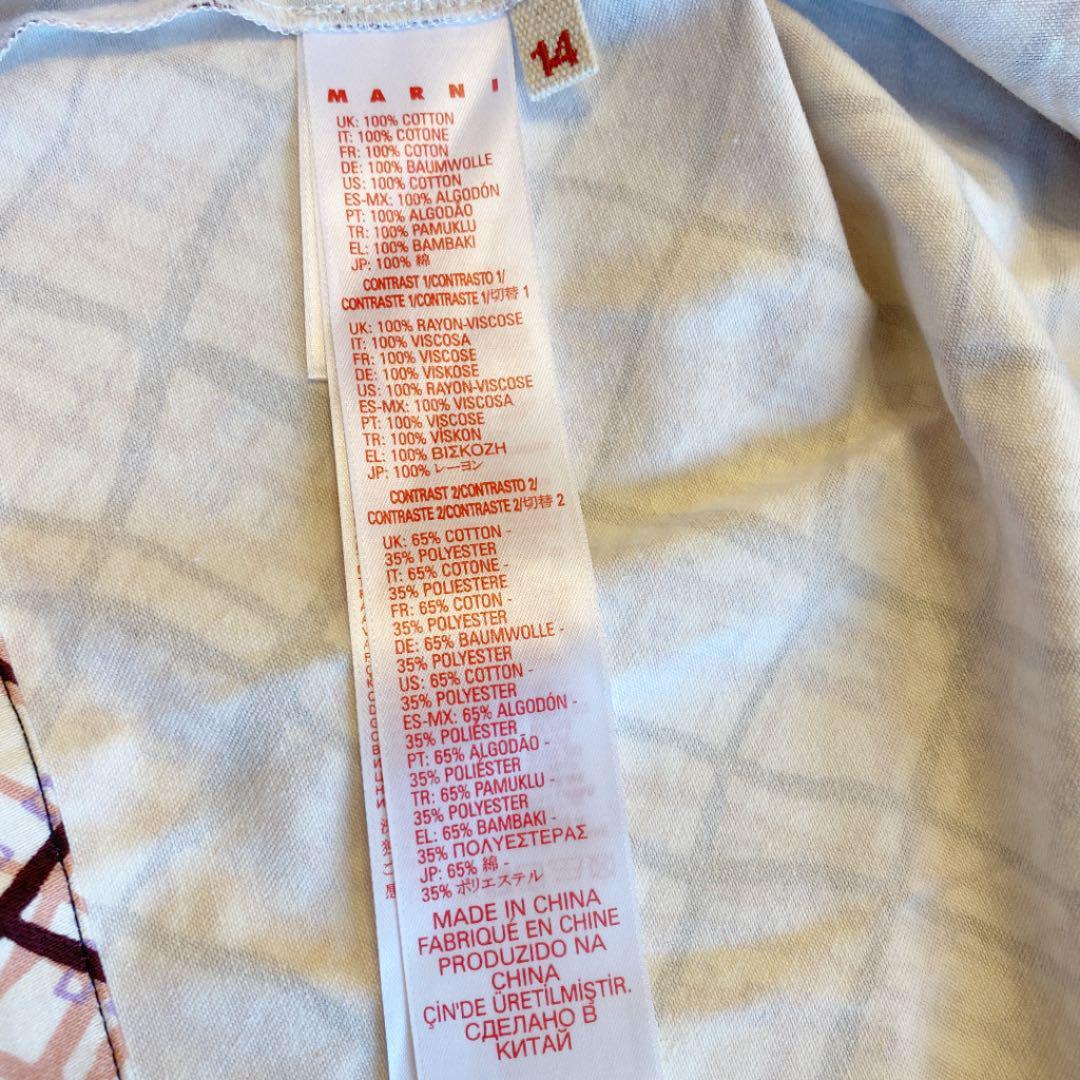 14
MARNI
UK: 100% COTTON
IT: 100% COTONE
FR: 100% COTON
DE: 100% BAUMWOLLE
US: 100% COTTON
ES-MX: 100% ALGODÓN
PT: 100% ALGODÃO
TR: 100% PAMUKLU
EL: 100% BAMBAKI
JP: 100% 綿
CONTRAST 1/CONTRASTO 1/
CONTRASTE 1/CONTRASTE 1/切替 1
UK: 100% RAYON-VISCOSE
IT: 100% VISCOSA
FR: 100% VISCOSE
DE: 100% VISKOSE
US: 100% RAYON-VISCOSE
ES-MX: 100% VISCOSA
PT: 100% VISCOSE
TR: 100% VİSKON
EL: 100% ΒΙΣΚΟΖΗ
JP: 100% レーヨン
CONTRAST 2/CONTRASTO 2/
CONTRASTE 2/CONTRASTE 2/切替 2
UK: 65% COTTON -
35% POLYESTER
IT: 65% COTONE -
35% POLIESTERE
FR: 65% COTON -
35% POLYESTER
DE: 65% BAUMWOLLE -
35% POLYESTER
US: 65% COTTON -
35% POLYESTER
ES-MX: 65% ALGODÓN -
35% POLIÉSTER
PT: 65% ALGODÃO -
35% POLIÉSTER
TR: 65% PAMUKLU -
35% POLYESTER
EL: 65% BAMBAKI -
35% ΠΟΛΥΕΣΤΕΡΑΣ
JP: 65% 綿 -
35% ポリエステル
MADE IN CHINA
FABRIQUÉ EN CHINE
PRODUZIDO NA
CHINA
ÇİN'DE ÜRETİLMİŞTİR.
СДЕЛАНО В
КИТАЙ